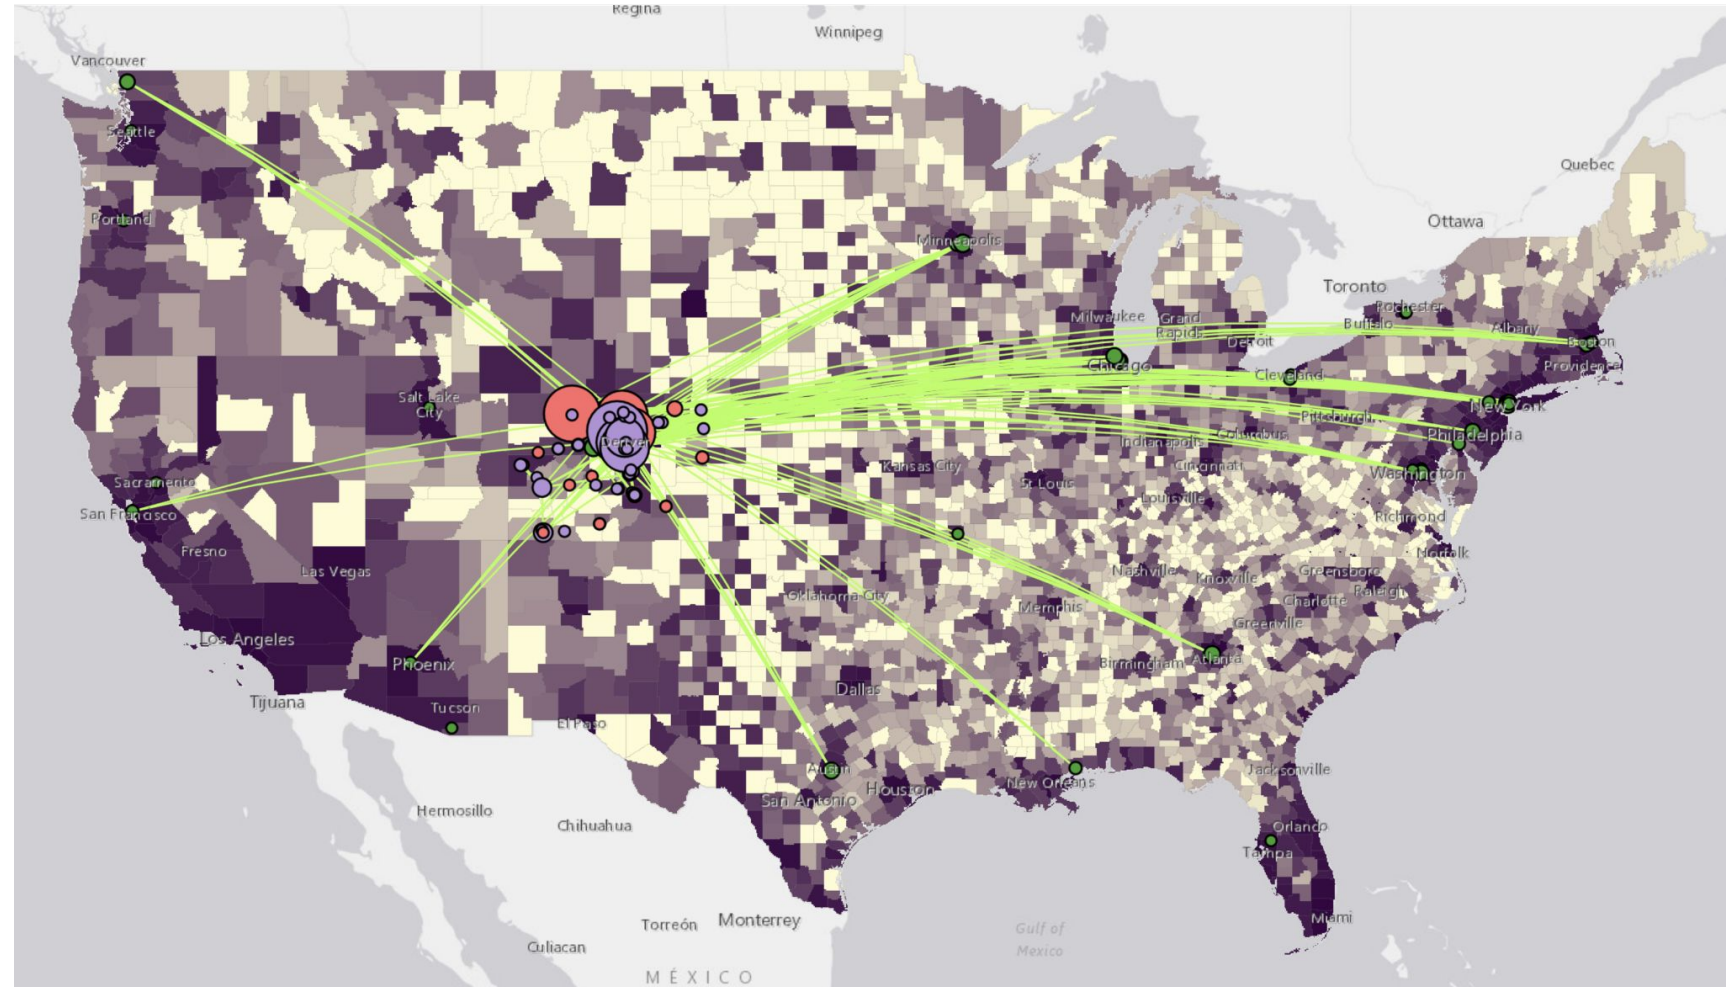 Regina
Winnipeg
Vancouver
Seattle
Quebec
Portland
Ottawa
Minneapolis
Toronto
Rochester
Milwaukee
Grand
Rapids
Buffalo
Albany
Detroit
Boston
Chicago
Cleveland
Providence
Salt Lake
City
New York
Pittsburgh
Denver
Indianapolis
Columbus
Philadelphia
Kansas City
Cincinnati
Washington
Sacramento
St Louis
Louisville
San Francisco
Richmond
Fresno
Norfolk
Las Vegas
Nashville
Knoxville
Greensboro
Raleigh
Oklahoma City
Memphis
Charlotte
Greenville
Los Angeles
Phoenix
Birmingham
Atlanta
Dallas
Tijuana
Tucson
El Paso
Austin
Jacksonville
New Orleans
Houston
San Antonio
Hermosillo
Chihuahua
Orlando
Tampa
Torreón
Monterrey
Miami
Gulf of
Mexico
Culiacan
MÉXICO